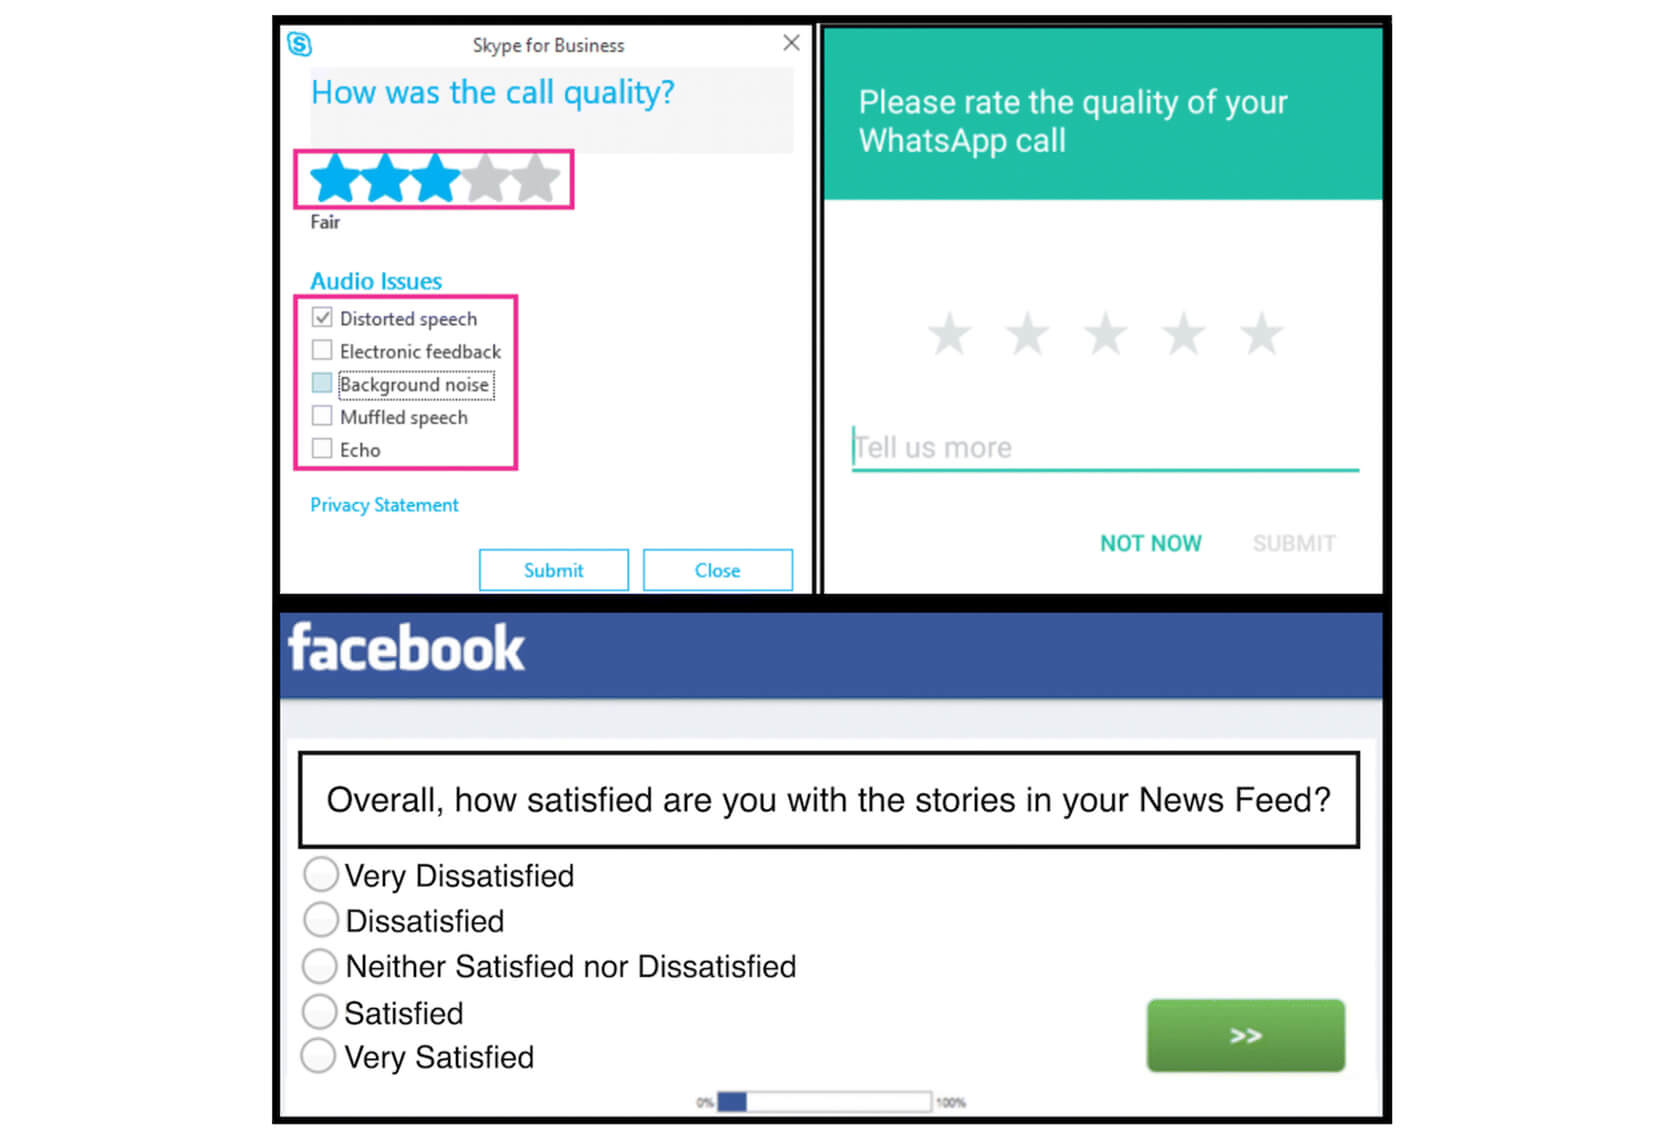 Skype for Business
How was the call quality?
Fair
Audio Issues
Distorted speech
Electronic feedback
Background noise
Muffled speech
Echo
Privacy Statement
Submit
Close
Please rate the quality of your
WhatsApp call
Tell us more
NOT NOW
SUBMIT
facebook
Overall, how satisfied are you with the stories in your News Feed?
Very Dissatisfied
Dissatisfied
Neither Satisfied nor Dissatisfied
Satisfied
Very Satisfied
>>
0%
100%